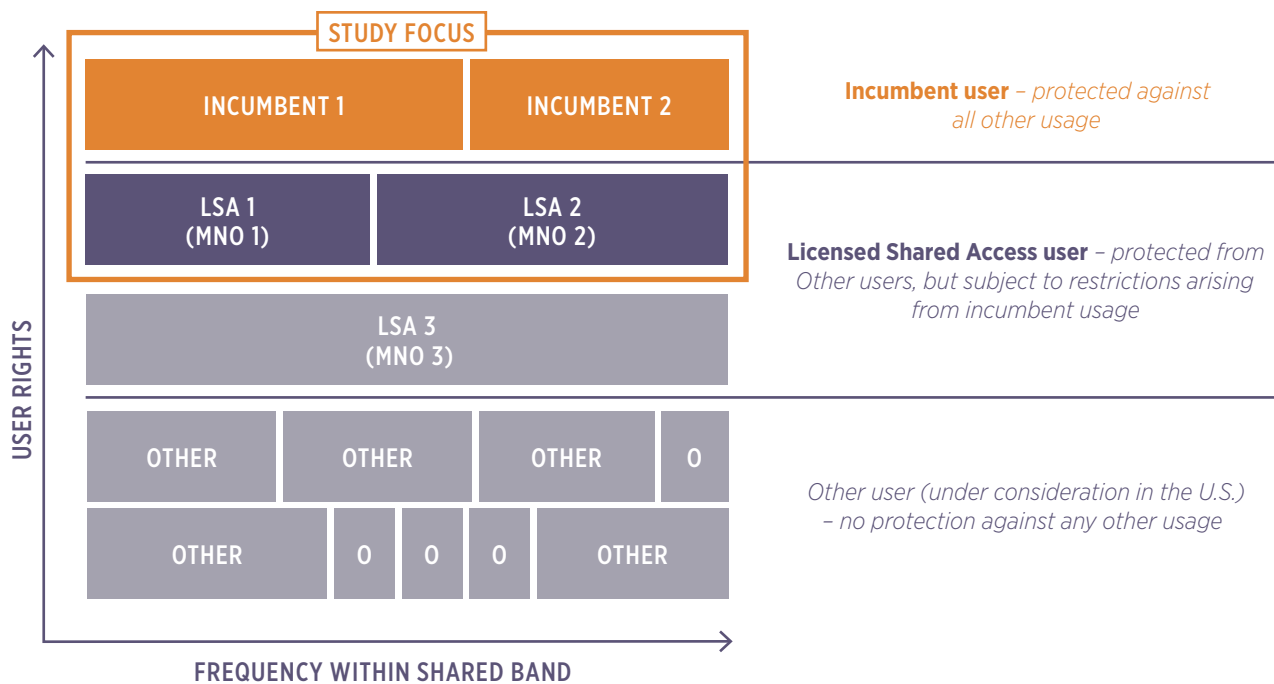 STUDY FOCUS
INCUMBENT 1
INCUMBENT 2
Incumbent user – protected against
all other usage
LSA 1
(MNO 1)
LSA 2
(MNO 2)
Licensed Shared Access user – protected from
Other users, but subject to restrictions arising
from incumbent usage
LSA 3
(MNO 3)
USER RIGHTS
OTHER
OTHER
OTHER
O
Other user (under consideration in the U.S.)
– no protection against any other usage
OTHER
O
O
O
OTHER
FREQUENCY WITHIN SHARED BAND